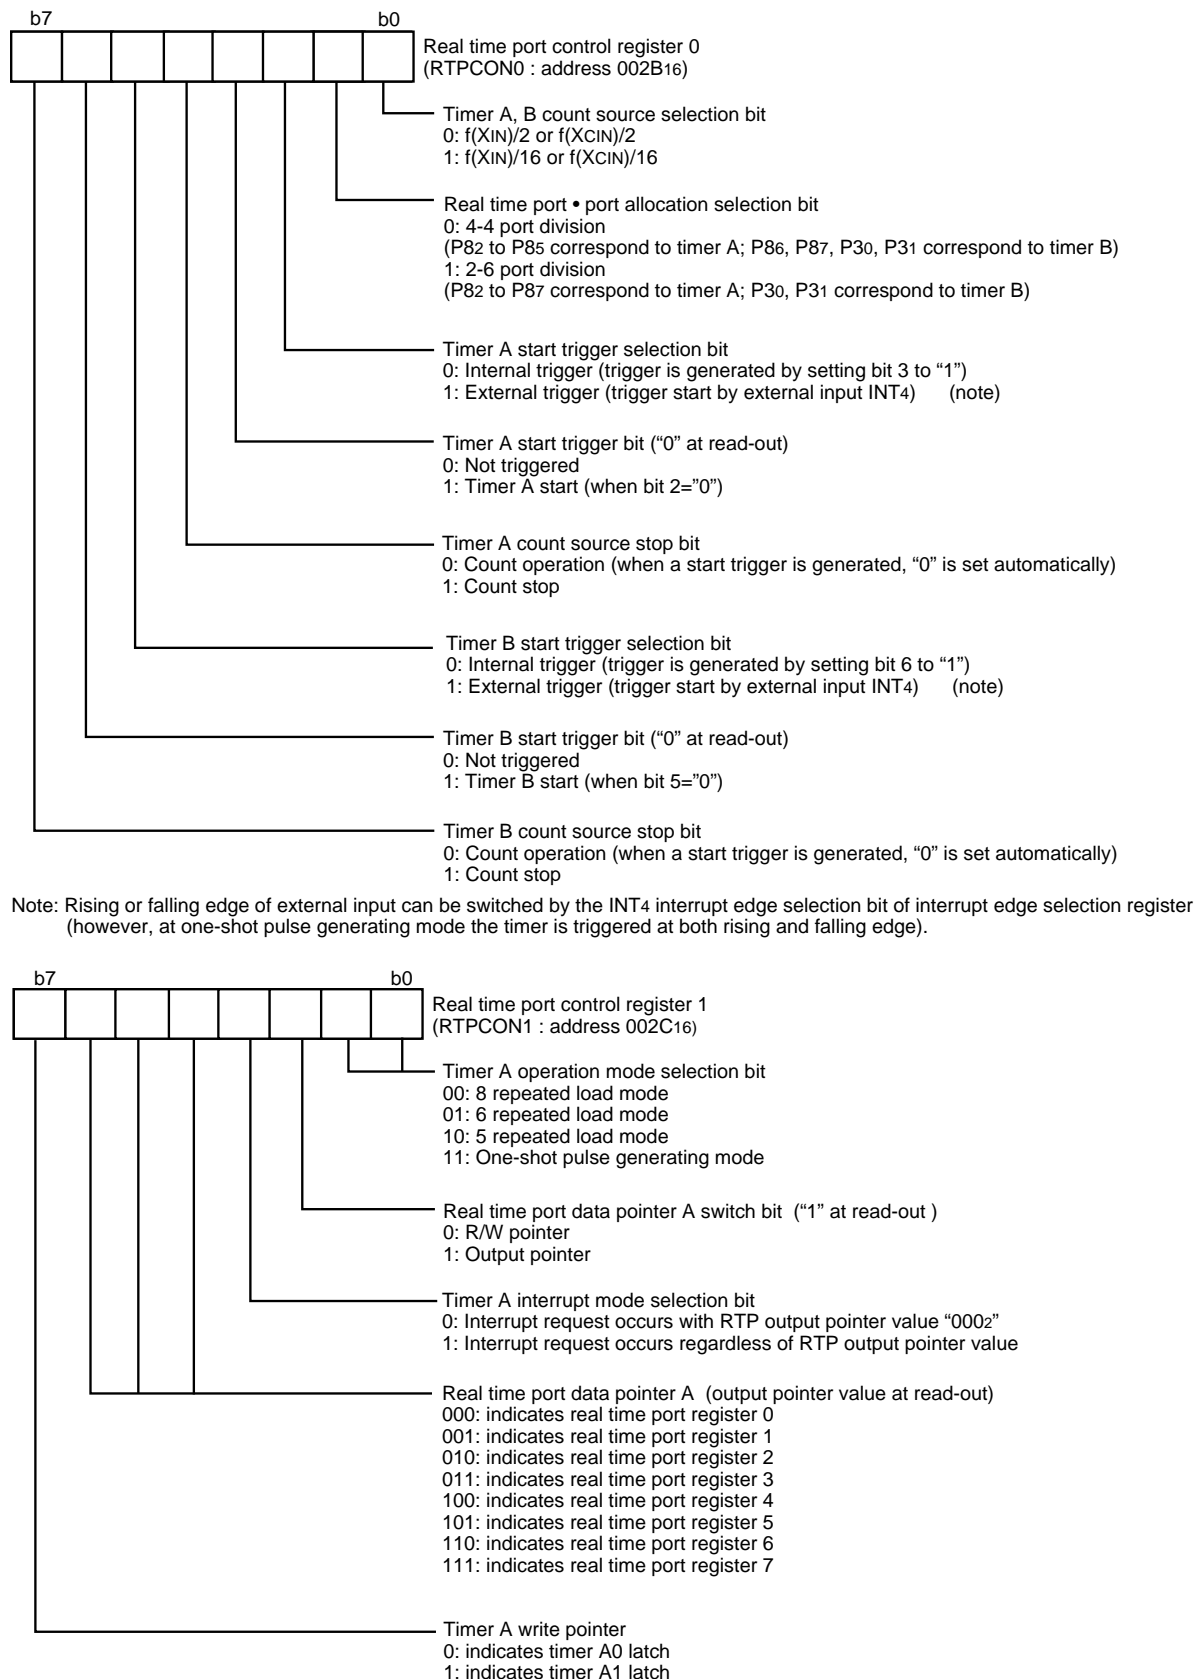 b7 b0
Real time port control register 0
(RTPCON0 : address 002B16)
Timer A, B count source selection bit
0: f(XIN)/2 or f(XCIN)/2
1: f(XIN)/16 or f(XCIN)/16
Real time port • port allocation selection bit
0: 4-4 port division
(P82 to P85 correspond to timer A; P86, P87, P30, P31 correspond to timer B)
1: 2-6 port division
(P82 to P87 correspond to timer A; P30, P31 correspond to timer B)
Timer A start trigger selection bit
0: Internal trigger (trigger is generated by setting bit 3 to “1”)
1: External trigger (trigger start by external input INT4) (note)
Timer A start trigger bit (“0” at read-out)
0: Not triggered
1: Timer A start (when bit 2=”0”)
Timer A count source stop bit
0: Count operation (when a start trigger is generated, “0” is set automatically)
1: Count stop
Timer B start trigger selection bit
0: Internal trigger (trigger is generated by setting bit 6 to “1”)
1: External trigger (trigger start by external input INT4) (note)
Timer B start trigger bit (“0” at read-out)
0: Not triggered
1: Timer B start (when bit 5=”0”)
Timer B count source stop bit
0: Count operation (when a start trigger is generated, “0” is set automatically)
1: Count stop
Note: Rising or falling edge of external input can be switched by the INT4 interrupt edge selection bit of interrupt edge selection register
(however, at one-shot pulse generating mode the timer is triggered at both rising and falling edge).
b7 b0
Real time port control register 1
(RTPCON1 : address 002C16)
Timer A operation mode selection bit
00: 8 repeated load mode
01: 6 repeated load mode
10: 5 repeated load mode
11: One-shot pulse generating mode
Real time port data pointer A switch bit (“1” at read-out )
0: R/W pointer
1: Output pointer
Timer A interrupt mode selection bit
0: Interrupt request occurs with RTP output pointer value “0002”
1: Interrupt request occurs regardless of RTP output pointer value
Real time port data pointer A (output pointer value at read-out)
000: indicates real time port register 0
001: indicates real time port register 1
010: indicates real time port register 2
011: indicates real time port register 3
100: indicates real time port register 4
101: indicates real time port register 5
110: indicates real time port register 6
111: indicates real time port register 7
Timer A write pointer
0: indicates timer A0 latch
1: indicates timer A1 latch